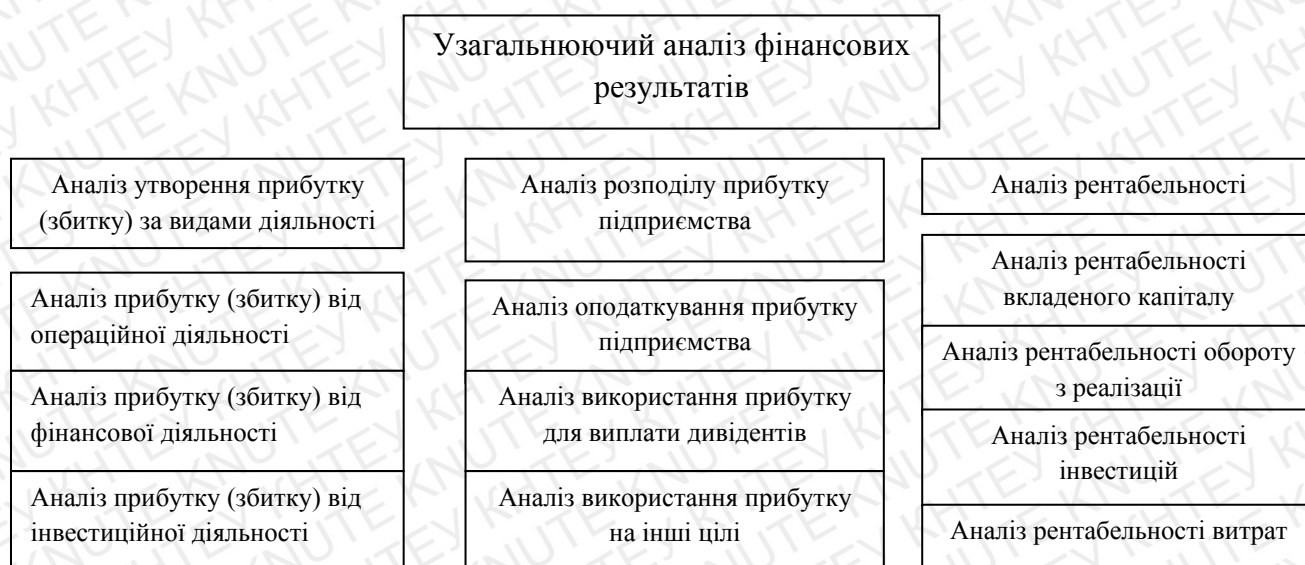 Узагальнюючий аналіз фінансових
результатів
Аналіз утворення прибутку
(збитку) за видами діяльності
Аналіз прибутку (збитку) від
операційної діяльності
Аналіз прибутку (збитку) від
фінансової діяльності
Аналіз прибутку (збитку) від
інвестиційної діяльності
Аналіз розподілу прибутку
підприємства
Аналіз оподаткування прибутку
підприємства
Аналіз використання прибутку
для виплати дивідентів
Аналіз використання прибутку
на інші цілі
Аналіз рентабельності
Аналіз рентабельності
вкладеного капіталу
Аналіз рентабельності обороту
з реалізації
Аналіз рентабельності
інвестицій
Аналіз рентабельності витрат